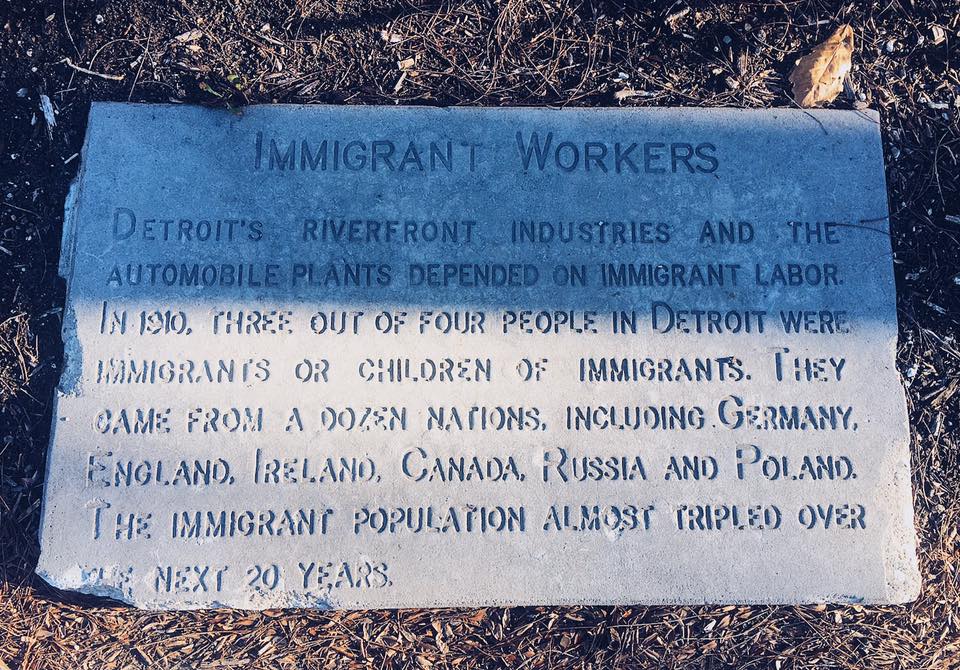 IMMIGRANT WORKERS
DETROIT'S RIVERFRONT INDUSTRIES AND THE
AUTOMOBILE PLANTS DEPENDED ON IMMIGRANT LABOR.
IN 1910, THREE OUT OF FOUR PEOPLE IN DETROIT WERE
IMMIGRANTS OR CHILDREN OF IMMIGRANTS. THEY
CAME FROM A DOZEN NATIONS, INCLUDING GERMANY,
ENGLAND, IRELAND, CANADA, RUSSIA AND POLAND.
THE IMMIGRANT POPULATION ALMOST TRIPLED OVER
THE NEXT 20 YEARS.